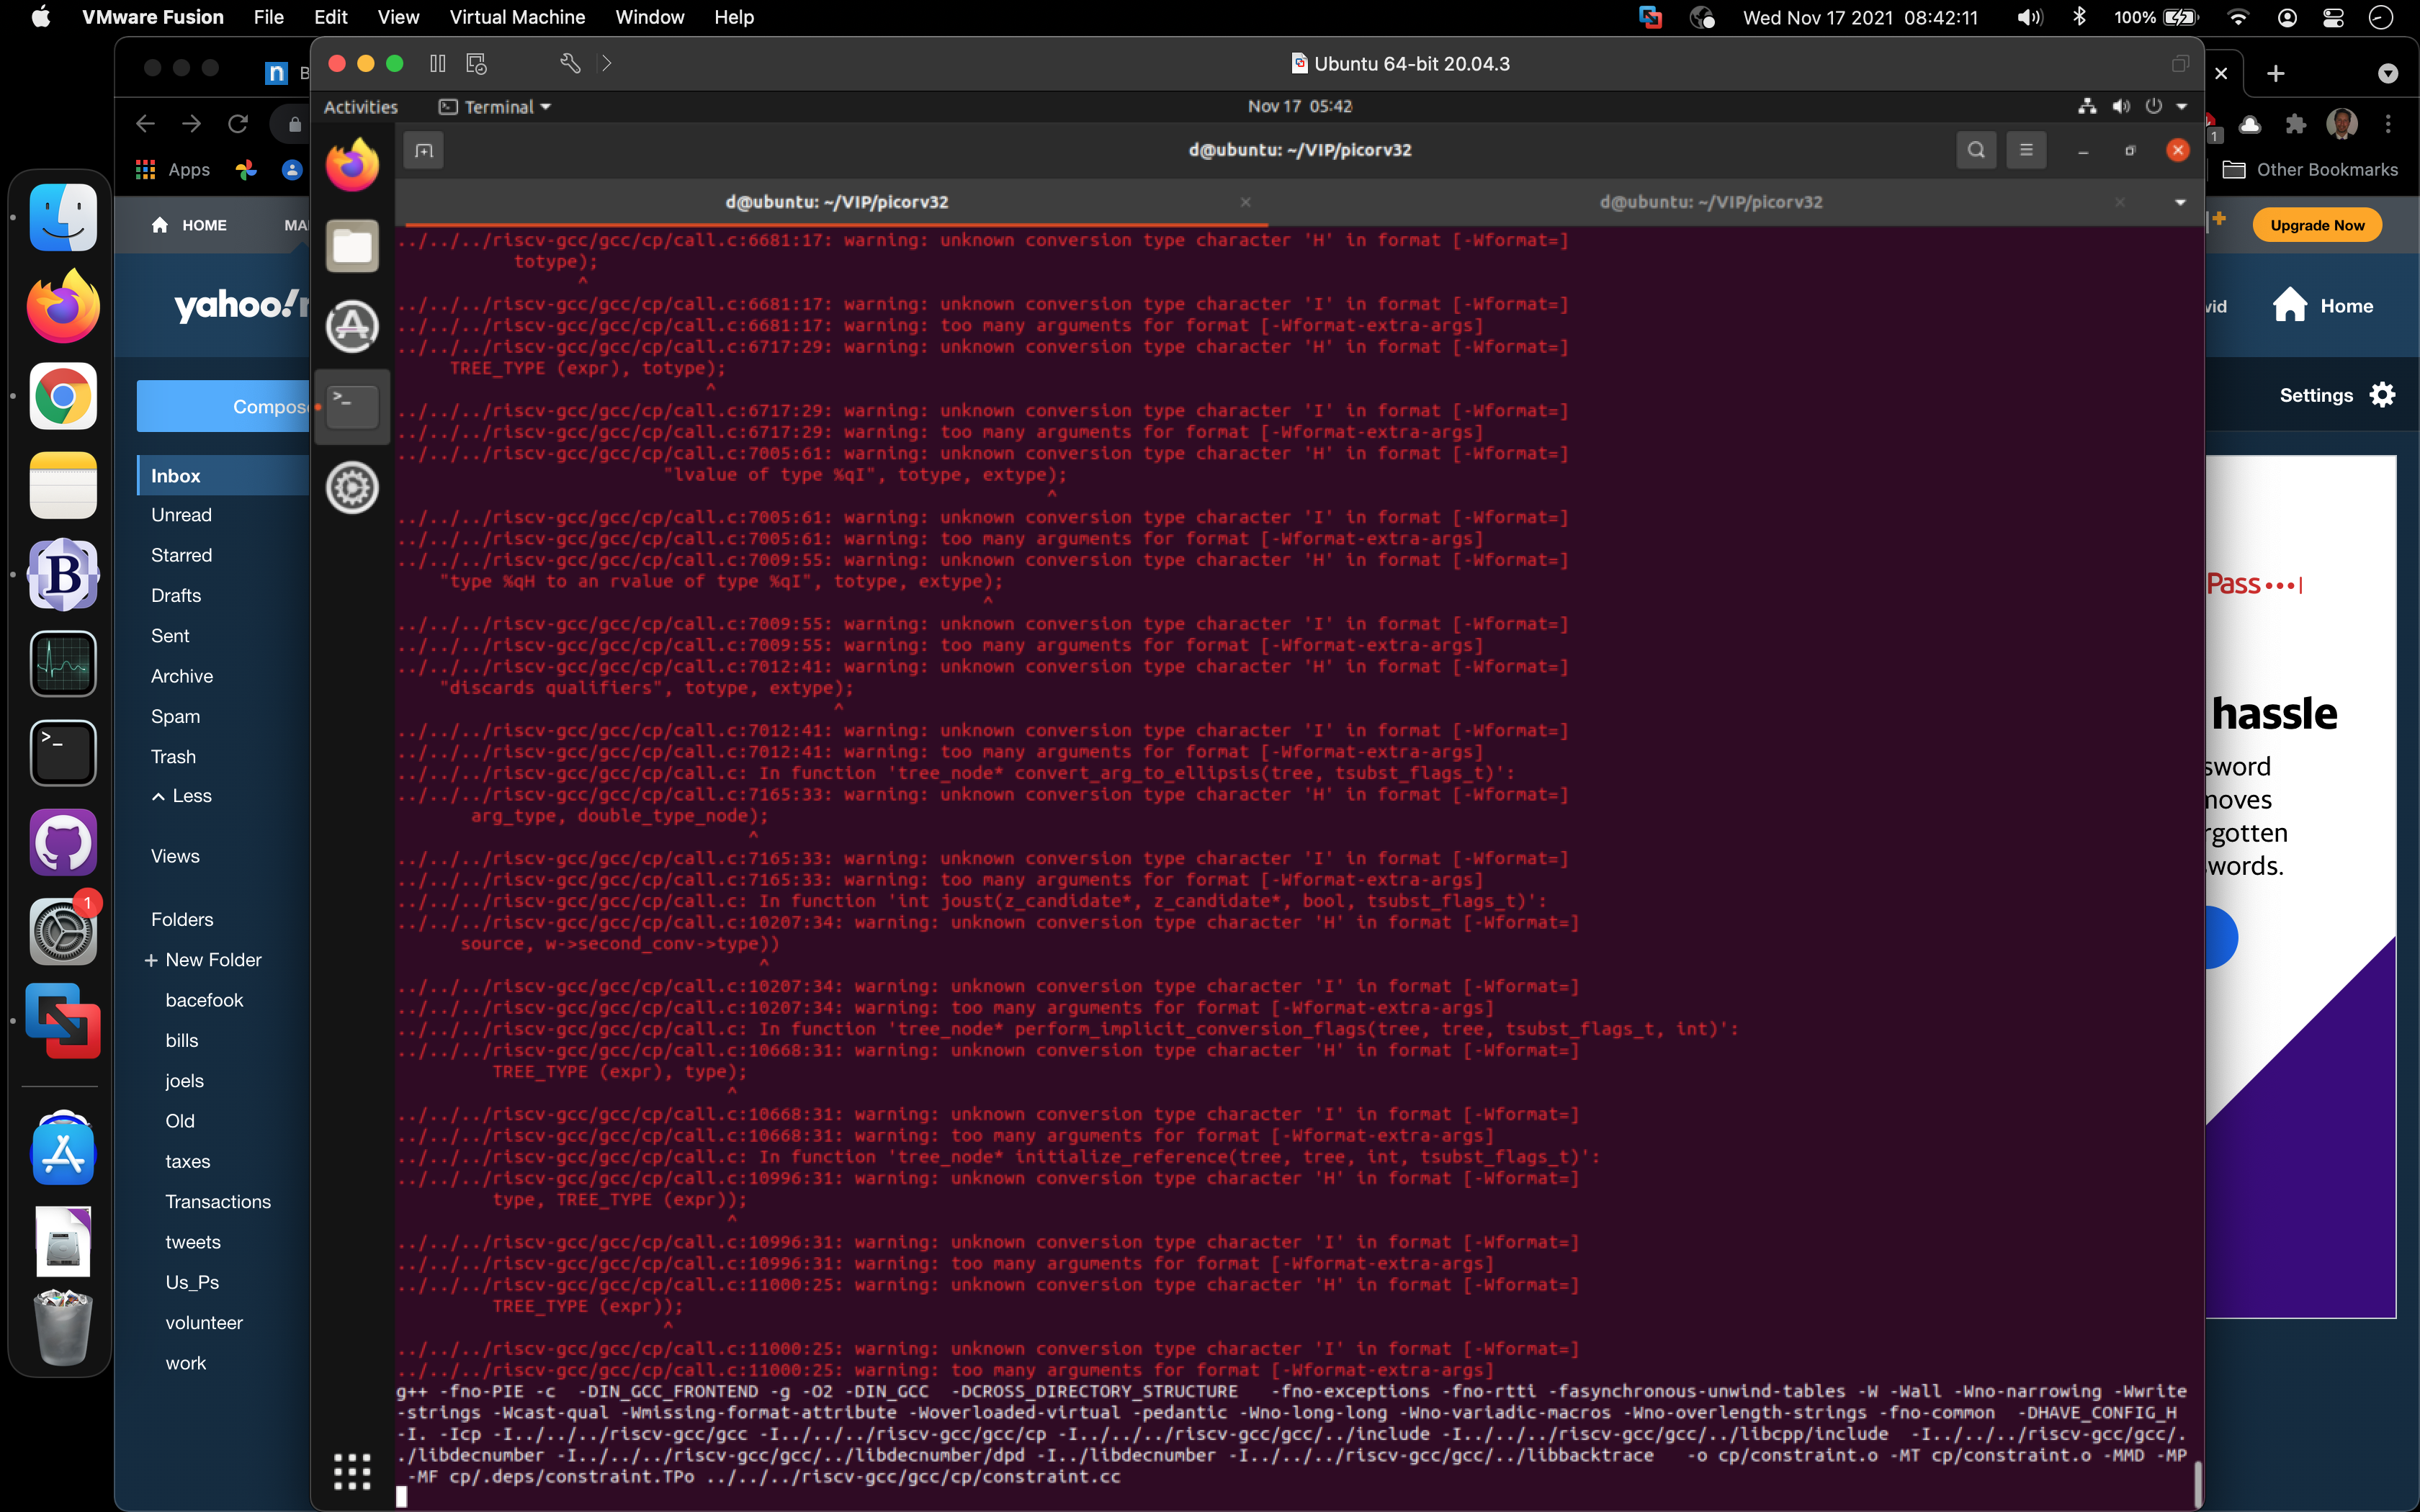 VMware Fusion File Edit View Virtual Machine Window Help
Wed Nov 17 2021 08:42:11
100%
Ubuntu 64-bit 20.04.3
Activities
Terminal
Nov 17 05:42
d@ubuntu: ~/VIP/picorv32
d@ubuntu: ~/VIP/picorv32
d@ubuntu: ~/VIP/picorv32
../../../riscv-gcc/gcc/cp/call.c:6681:17: warning: unknown conversion type character 'H' in format [-Wformat=]
totype);
^
../../../riscv-gcc/gcc/cp/call.c:6681:17: warning: unknown conversion type character 'I' in format [-Wformat=]
../../../riscv-gcc/gcc/cp/call.c:6681:17: warning: too many arguments for format [-Wformat-extra-args]
../../../riscv-gcc/gcc/cp/call.c:6717:29: warning: unknown conversion type character 'H' in format [-Wformat=]
TREE_TYPE (expr), totype);
^
../../../riscv-gcc/gcc/cp/call.c:6717:29: warning: unknown conversion type character 'I' in format [-Wformat=]
../../../riscv-gcc/gcc/cp/call.c:6717:29: warning: too many arguments for format [-Wformat-extra-args]
../../../riscv-gcc/gcc/cp/call.c:7005:61: warning: unknown conversion type character 'H' in format [-Wformat=]
"lvalue of type %qI", totype, extype);
^
../../../riscv-gcc/gcc/cp/call.c:7005:61: warning: unknown conversion type character 'I' in format [-Wformat=]
../../../riscv-gcc/gcc/cp/call.c:7005:61: warning: too many arguments for format [-Wformat-extra-args]
../../../riscv-gcc/gcc/cp/call.c:7009:55: warning: unknown conversion type character 'H' in format [-Wformat=]
"type %qH to an rvalue of type %qI", totype, extype);
^
../../../riscv-gcc/gcc/cp/call.c:7009:55: warning: unknown conversion type character 'I' in format [-Wformat=]
../../../riscv-gcc/gcc/cp/call.c:7009:55: warning: too many arguments for format [-Wformat-extra-args]
../../../riscv-gcc/gcc/cp/call.c:7012:41: warning: unknown conversion type character 'H' in format [-Wformat=]
"discards qualifiers", totype, extype);
^
../../../riscv-gcc/gcc/cp/call.c:7012:41: warning: unknown conversion type character 'I' in format [-Wformat=]
../../../riscv-gcc/gcc/cp/call.c:7012:41: warning: too many arguments for format [-Wformat-extra-args]
../../../riscv-gcc/gcc/cp/call.c: In function 'tree_node* convert_arg_to_ellipsis(tree, tsubst_flags_t)':
../../../riscv-gcc/gcc/cp/call.c:7165:33: warning: unknown conversion type character 'H' in format [-Wformat=]
arg_type, double_type_node);
^
../../../riscv-gcc/gcc/cp/call.c:7165:33: warning: unknown conversion type character 'I' in format [-Wformat=]
../../../riscv-gcc/gcc/cp/call.c:7165:33: warning: too many arguments for format [-Wformat-extra-args]
../../../riscv-gcc/gcc/cp/call.c: In function 'int joust(z_candidate*, z_candidate*, bool, tsubst_flags_t)':
../../../riscv-gcc/gcc/cp/call.c:10207:34: warning: unknown conversion type character 'H' in format [-Wformat=]
source, w->second_conv->type))
^
../../../riscv-gcc/gcc/cp/call.c:10207:34: warning: unknown conversion type character 'I' in format [-Wformat=]
../../../riscv-gcc/gcc/cp/call.c:10207:34: warning: too many arguments for format [-Wformat-extra-args]
../../../riscv-gcc/gcc/cp/call.c: In function 'tree_node* perform_implicit_conversion_flags(tree, tree, tsubst_flags_t, int)':
../../../riscv-gcc/gcc/cp/call.c:10668:31: warning: unknown conversion type character 'H' in format [-Wformat=]
TREE_TYPE (expr), type);
^
../../../riscv-gcc/gcc/cp/call.c:10668:31: warning: unknown conversion type character 'I' in format [-Wformat=]
../../../riscv-gcc/gcc/cp/call.c:10668:31: warning: too many arguments for format [-Wformat-extra-args]
../../../riscv-gcc/gcc/cp/call.c: In function 'tree_node* initialize_reference(tree, tree, int, tsubst_flags_t)':
../../../riscv-gcc/gcc/cp/call.c:10996:31: warning: unknown conversion type character 'H' in format [-Wformat=]
type, TREE_TYPE (expr));
^
../../../riscv-gcc/gcc/cp/call.c:10996:31: warning: unknown conversion type character 'I' in format [-Wformat=]
../../../riscv-gcc/gcc/cp/call.c:10996:31: warning: too many arguments for format [-Wformat-extra-args]
../../../riscv-gcc/gcc/cp/call.c:11000:25: warning: unknown conversion type character 'H' in format [-Wformat=]
TREE_TYPE (expr));
^
../../../riscv-gcc/gcc/cp/call.c:11000:25: warning: unknown conversion type character 'I' in format [-Wformat=]
../../../riscv-gcc/gcc/cp/call.c:11000:25: warning: too many arguments for format [-Wformat-extra-args]
g++ -fno-PIE -c -DIN_GCC_FRONTEND -g -O2 -DIN_GCC -DCROSS_DIRECTORY_STRUCTURE -fno-exceptions -fno-rtti -fasynchronous-unwind-tables -W -Wall -Wno-narrowing -Wwrite
-strings -Wcast-qual -Wmissing-format-attribute -Woverloaded-virtual -pedantic -Wno-long-long -Wno-variadic-macros -Wno-overlength-strings -fno-common -DHAVE_CONFIG_H
-I. -Icp -I../../../riscv-gcc/gcc -I../../../riscv-gcc/gcc/cp -I../../../riscv-gcc/gcc/../include -I../../../riscv-gcc/gcc/../libcpp/include -I../../../riscv-gcc/gcc/.
./libdecnumber -I../../../riscv-gcc/gcc/../libdecnumber/dpd -I../libdecnumber -I../../../riscv-gcc/gcc/../libbacktrace -o cp/constraint.o -MT cp/constraint.o -MMD -MP
-MF cp/.deps/constraint.TPo ../../../riscv-gcc/gcc/cp/constraint.cc
n B
Apps
HOME MA
yahoo!
Compose
Inbox
Unread
Starred
Drafts
Sent
Archive
Spam
Trash
Less
Views
Folders
+ New Folder
bacefook
bills
joels
Old
taxes
Transactions
tweets
Us_Ps
volunteer
work
B
1
1
Other Bookmarks
Upgrade Now
vid
Home
Settings
Pass
hassle
sword
moves
rgotten
words.